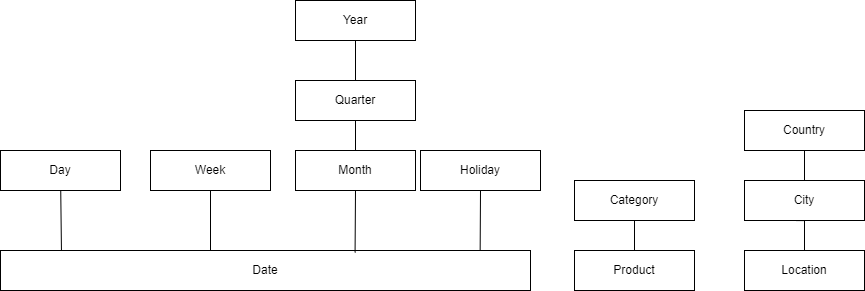 Year
Quarter
Country
Day
Week
Month
Holiday
Category
City
Date
Product
Location